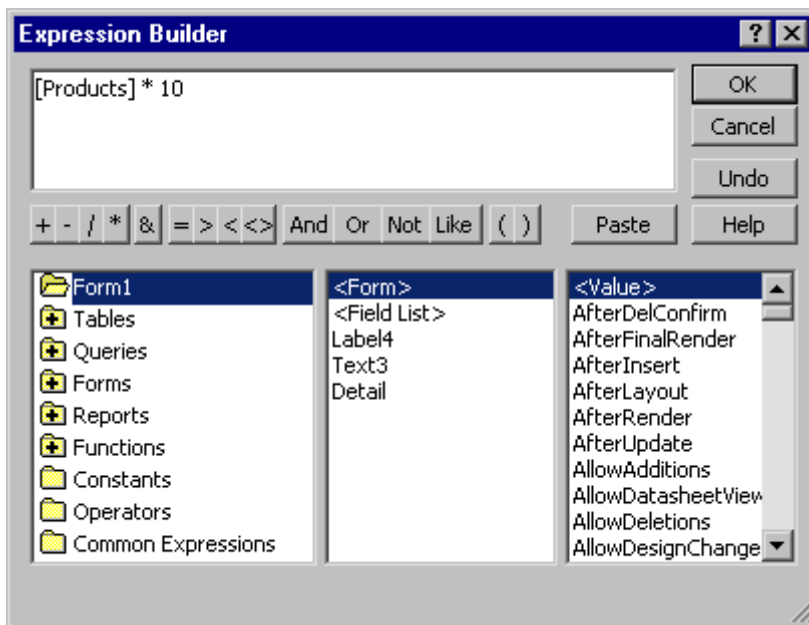 Expression Builder
? X
[Products] * 10
OK
Cancel
Undo
+ - / * & = > < <> And Or Not Like ( ) Paste Help
Form1
Tables
Queries
Forms
Reports
Functions
Constants
Operators
Common Expressions
<Form>
<Field List>
Label4
Text3
Detail
<Value>
AfterDelConfirm
AfterFinalRender
AfterInsert
AfterLayout
AfterRender
AfterUpdate
AllowAdditions
AllowDatasheetView
AllowDeletions
AllowDesignChange